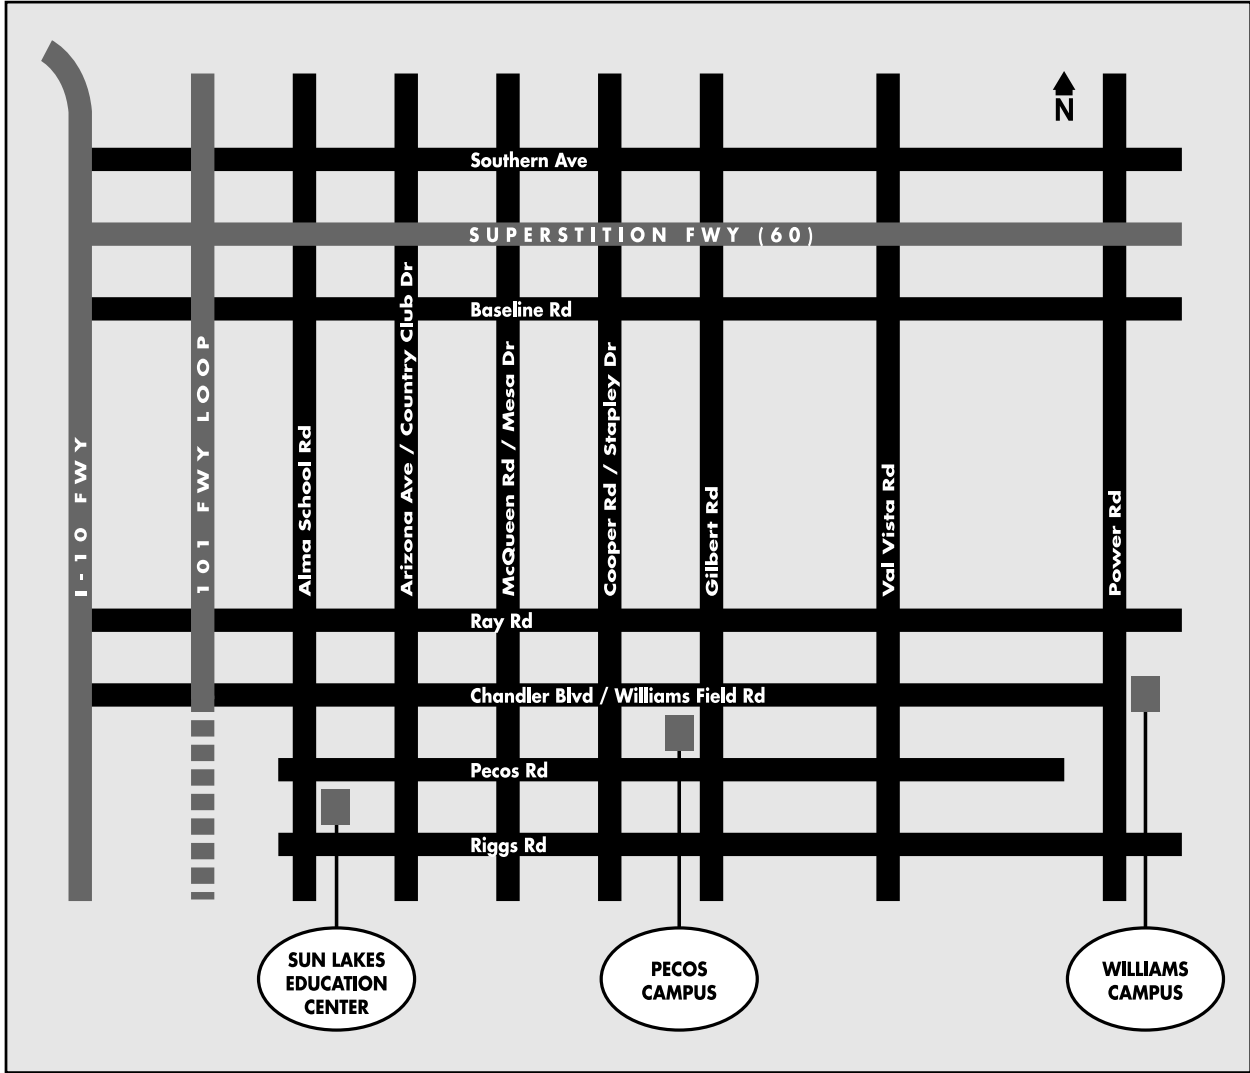 N
Southern Ave
SUPERSTITION FWY (60)
Baseline Rd
I-10 FWY
101 FWY LOOP
Alma School Rd
Arizona Ave / Country Club Dr
McQueen Rd / Mesa Dr
Cooper Rd / Stapley Dr
Gilbert Rd
Val Vista Rd
Power Rd
Ray Rd
Chandler Blvd / Williams Field Rd
Pecos Rd
Riggs Rd
SUN LAKES
EDUCATION
CENTER
PECOS
CAMPUS
WILLIAMS
CAMPUS